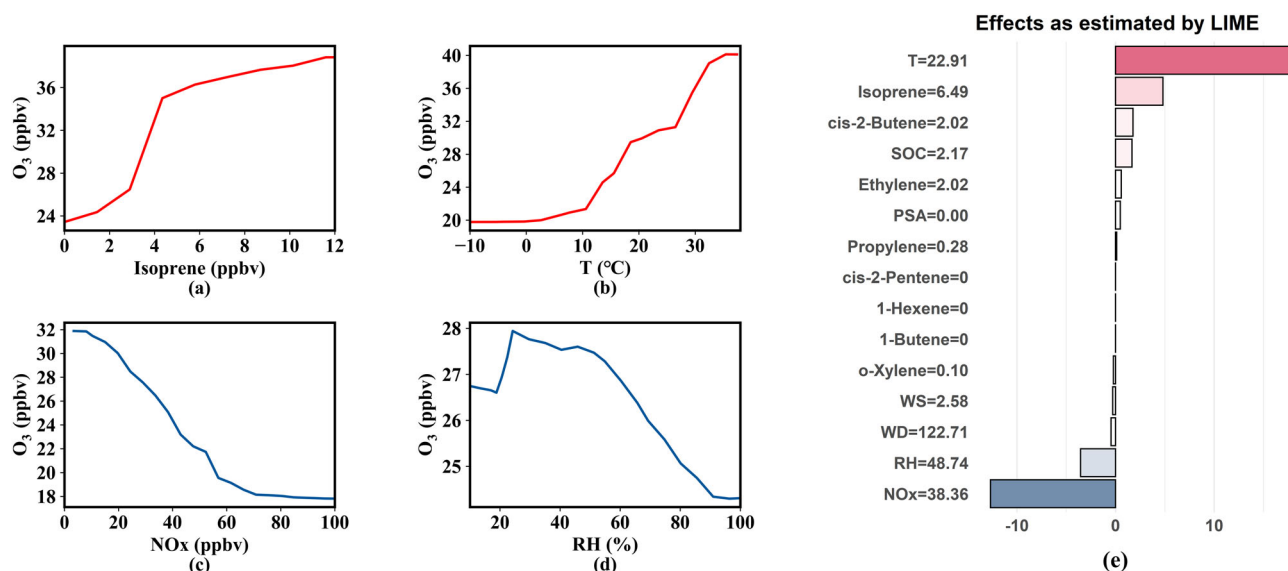 O3 (ppbv)
36
32
28
24
0 2 4 6 8 10 12
Isoprene (ppbv)
(a)
O3 (ppbv)
40
36
32
28
24
20
−10 0 10 20 30
T (°C)
(b)
O3 (ppbv)
32
30
28
26
24
22
20
18
0 20 40 60 80 100
NOx (ppbv)
(c)
O3 (ppbv)
28
27
26
25
20 40 60 80 100
RH (%)
(d)
Effects as estimated by LIME
T=22.91
Isoprene=6.49
cis-2-Butene=2.02
SOC=2.17
Ethylene=2.02
PSA=0.00
Propylene=0.28
cis-2-Pentene=0
1-Hexene=0
1-Butene=0
o-Xylene=0.10
WS=2.58
WD=122.71
RH=48.74
NOx=38.36
-10 0 10
(e)